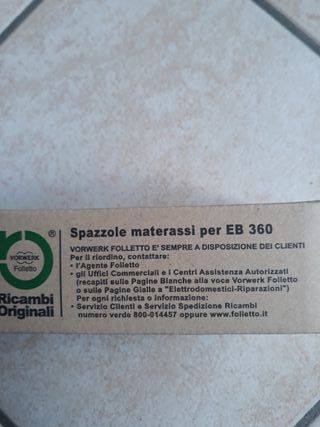 Spazzole materassi per EB 360
VORWERK FOLLETTO E' SEMPRE A DISPOSIZIONE DEI CLIENTI
Per il riordino, contattare:
• l'Agente Folletto
• gli Uffici Commerciali e i Centri Assistenza Autorizzati
(recapiti sulle Pagine Bianche alla voce Vorwerk Folletto
o sulle Pagine Gialle a "Elettrodomestici-Riparazioni")
Per ogni richiesta o informazione:
• Servizio Clienti e Servizio Spedizione Ricambi
numero verde 800-014457 oppure www.folletto.it
®
VORWERK
Folletto
Ricambi
Originali